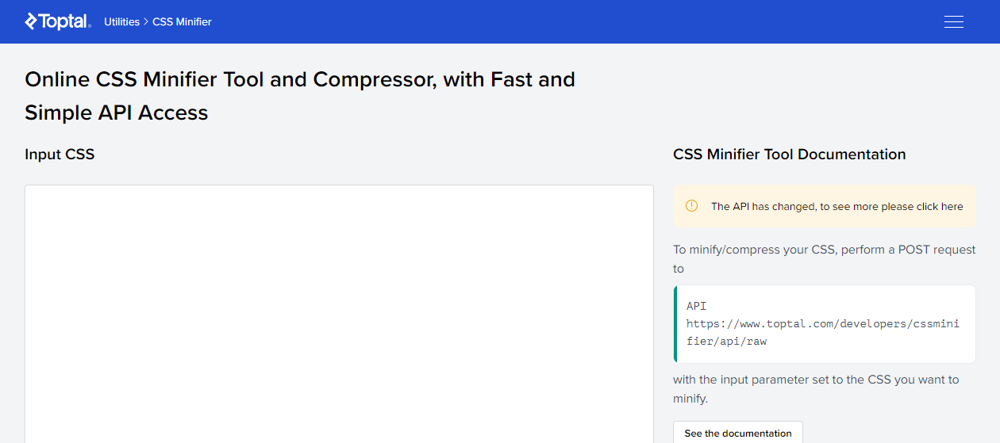 Toptal® Utilities > CSS Minifier
Online CSS Minifier Tool and Compressor, with Fast and
Simple API Access
Input CSS
CSS Minifier Tool Documentation
The API has changed, to see more please click here
To minify/compress your CSS, perform a POST request
to
API
https://www.toptal.com/developers/cssmini
fier/api/raw
with the input parameter set to the CSS you want to
minify.
See the documentation